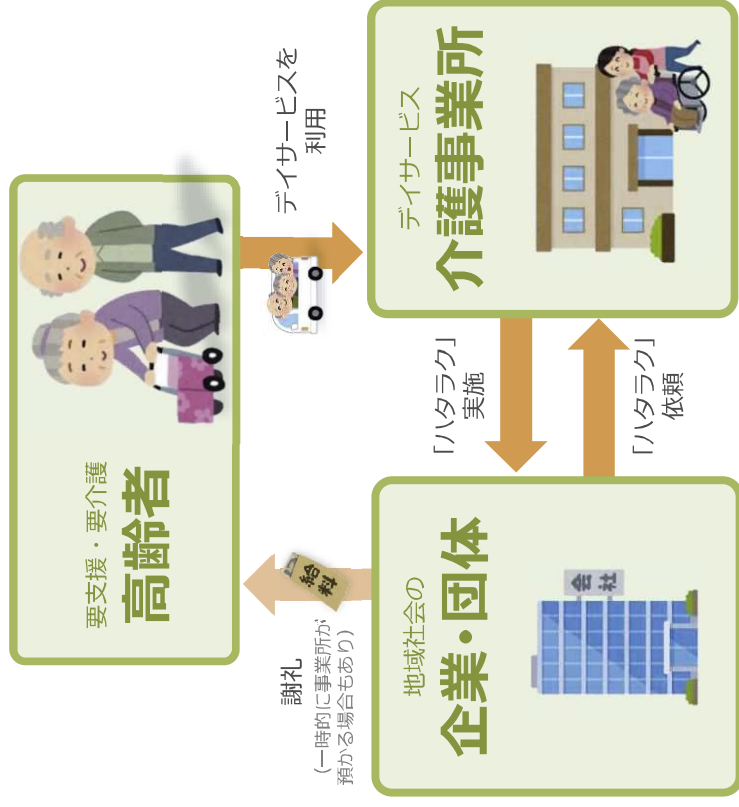 要支援・要介護
高齢者
謝礼
(一時的に事業所が
預かる場合もあり)
給料
デイサービスを
利用
地域社会の
企業・団体
会社
「ハタラク」
実施
「ハタラク」
依頼
デイサービス
介護事業所